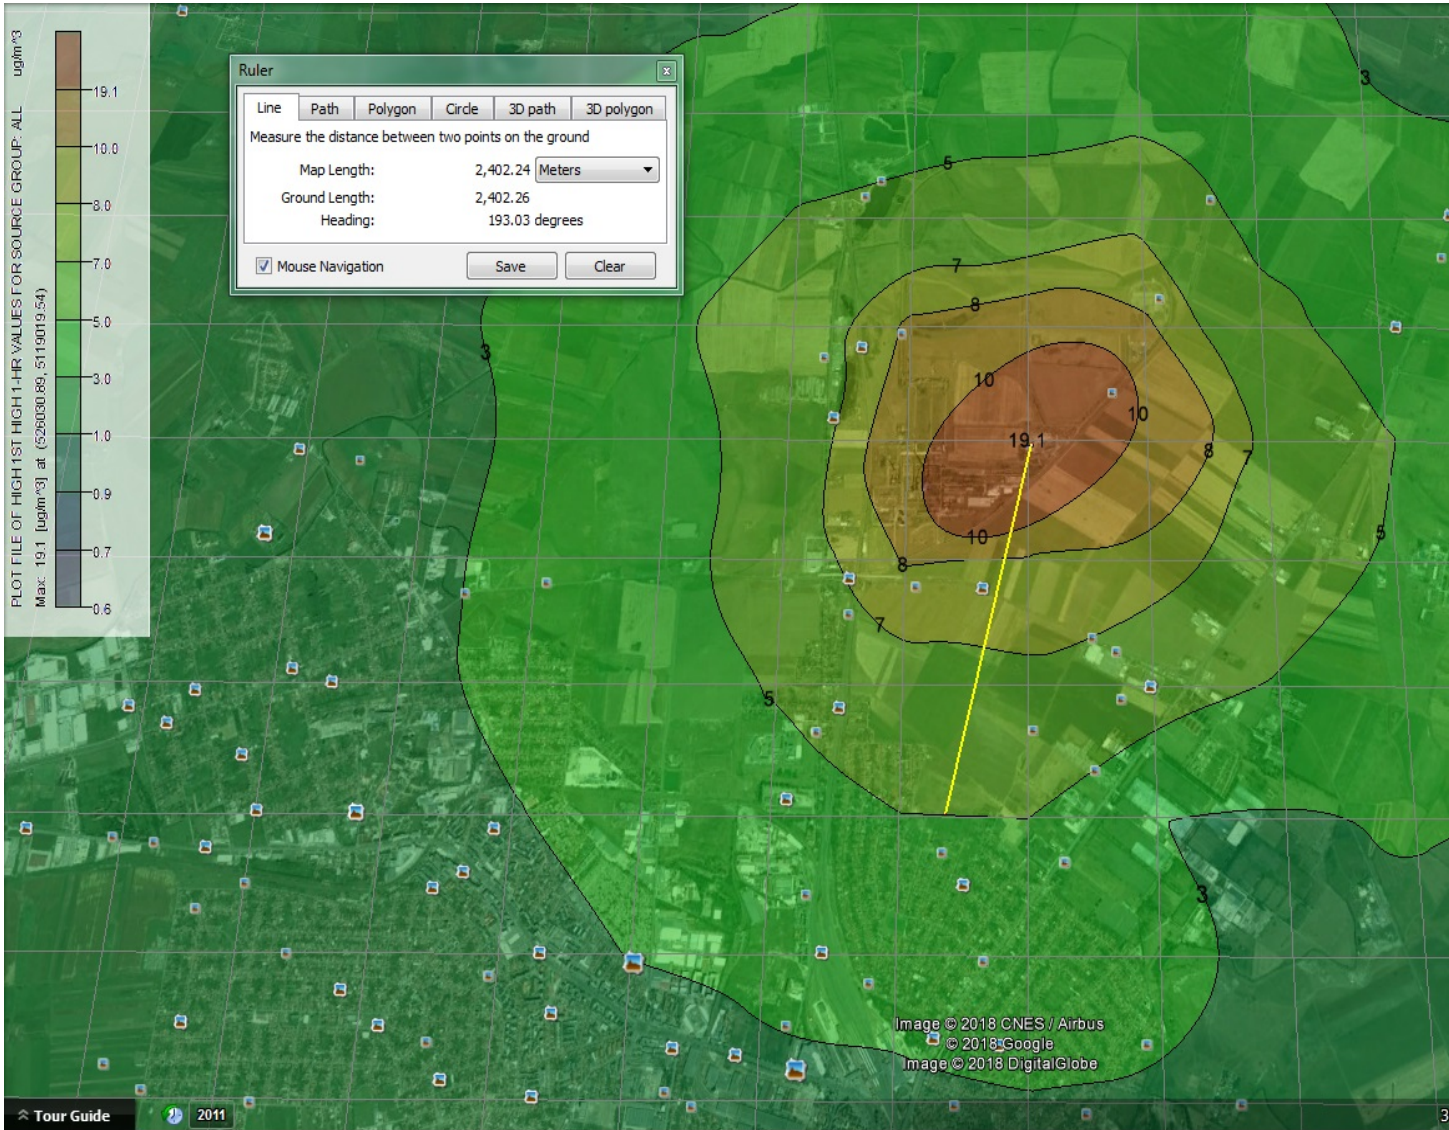 PLOT FILE OF HIGH 1ST HIGH 1-HR VALUES FOR SOURCE GROUP: ALL ug/m^3
Max: 19.1 [ug/m^3] at (526030.89, 5119019.54)
19.1
10.0
8.0
7.0
5.0
3.0
1.0
0.9
0.7
0.6
Ruler
Line Path Polygon Circle 3D path 3D polygon
Measure the distance between two points on the ground
Map Length: 2,402.24 Meters
Ground Length: 2,402.26
Heading: 193.03 degrees
Mouse Navigation Save Clear
3
5
7
8
3
10
10
19.1
8
7
5
10
8
7
5
3
Image © 2018 CNES / Airbus
© 2018 Google
Image © 2018 DigitalGlobe
Tour Guide 2011
3